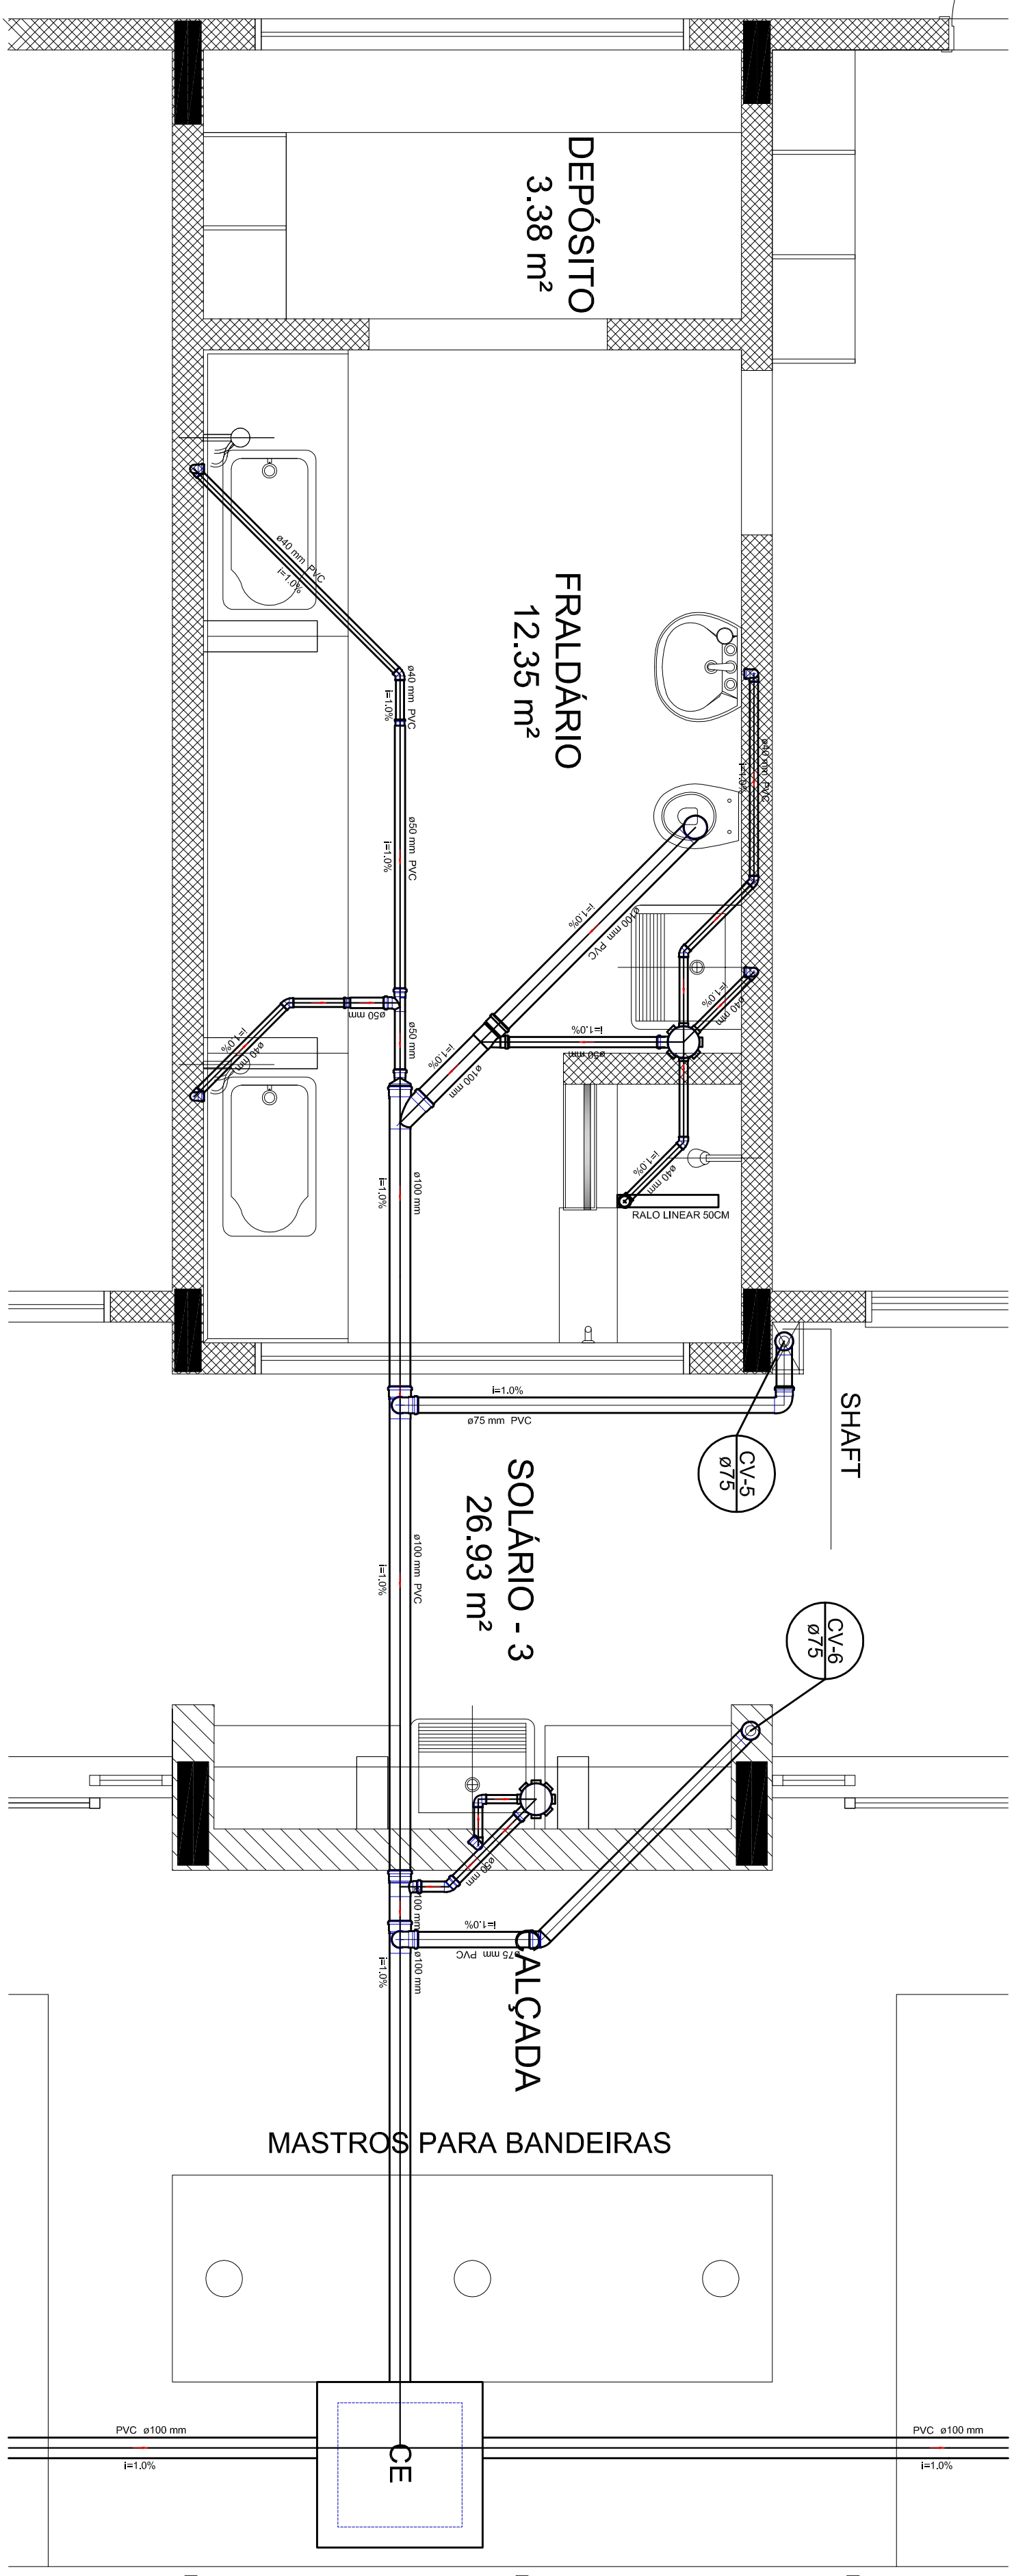 DEPÓSITO
3.38 m²
FRALDÁRIO
12.35 m²
ø40 mm PVC
i=1.0%
ø40 mm PVC
i=1.0%
ø40 mm PVC
i=1.0%
ø50 mm PVC
i=1.0%
ø100 mm PVC
i=1.0%
i=1.0%
ø40 mm
i=1.0%
ø50 mm
ø50 mm
ø50 mm
i=1.0%
ø40 mm
i=1.0%
ø100 mm
i=1.0%
ø40 mm
RALO LINEAR 50CM
ø100 mm
i=1.0%
i=1.0%
ø75 mm PVC
SHAFT
CV-5
ø75
SOLÁRIO - 3
26.93 m²
ø100 mm PVC
i=1.0%
CV-6
ø75
ø50 mm
ø100 mm
i=1.0%
ø75 mm PVC
ø100 mm
i=1.0%
CALÇADA
MASTROS PARA BANDEIRAS
PVC ø100 mm
i=1.0%
CE
PVC ø100 mm
i=1.0%